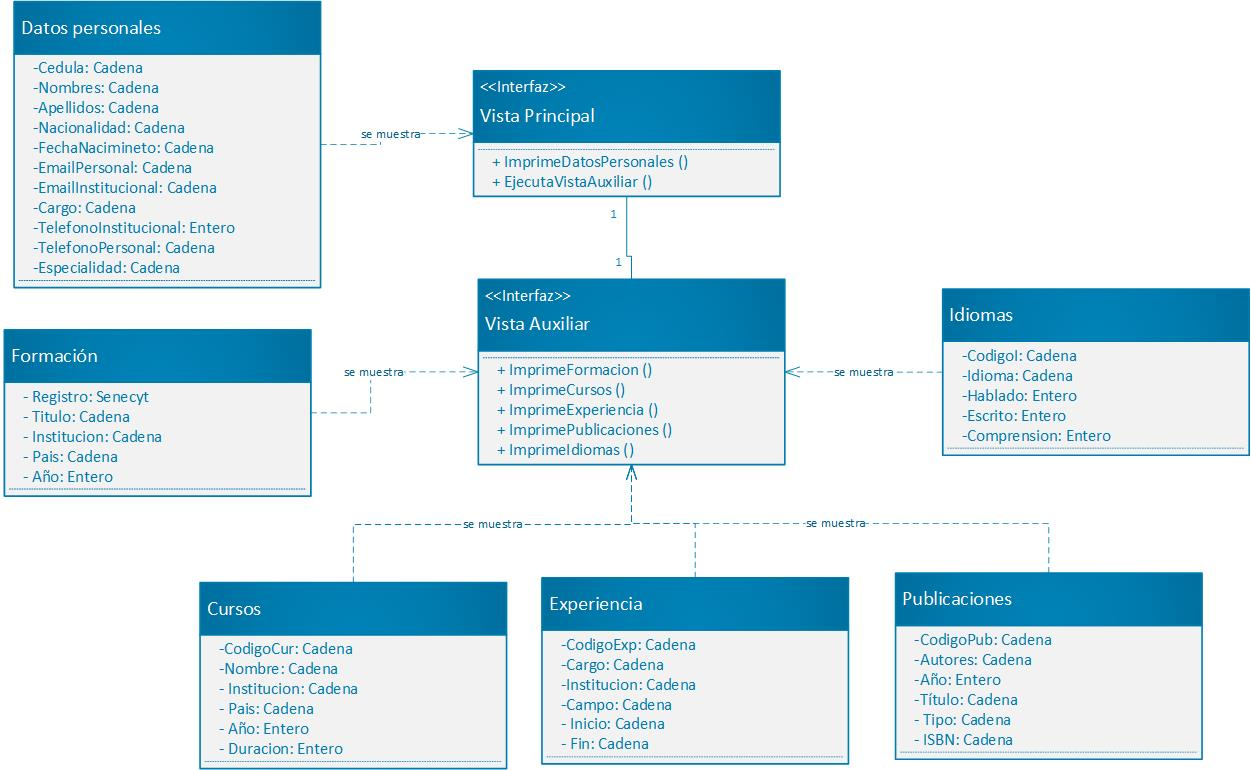 Datos personales
-Cedula: Cadena
-Nombres: Cadena
-Apellidos: Cadena
-Nacionalidad: Cadena
-FechaNacimineto: Cadena
-EmailPersonal: Cadena
-EmailInstitucional: Cadena
-Cargo: Cadena
-TelefonoInstitucional: Entero
-TelefonoPersonal: Cadena
-Especialidad: Cadena
se muestra
<<Interfaz>>
Vista Principal
+ ImprimeDatosPersonales ()
+ EjecutaVistaAuxiliar ()
1
1
<<Interfaz>>
Vista Auxiliar
+ ImprimeFormacion ()
+ ImprimeCursos ()
+ ImprimeExperiencia ()
+ ImprimePublicaciones ()
+ ImprimeIdiomas ()
Formación
- Registro: Senecyt
- Titulo: Cadena
- Institucion: Cadena
- Pais: Cadena
- Año: Entero
se muestra
se muestra
Idiomas
-CodigoI: Cadena
-Idioma: Cadena
-Hablado: Entero
-Escrito: Entero
-Comprension: Entero
se muestra
se muestra
Cursos
-CodigoCur: Cadena
-Nombre: Cadena
- Institucion: Cadena
- Pais: Cadena
- Año: Entero
- Duracion: Entero
Experiencia
-CodigoExp: Cadena
-Cargo: Cadena
-Institucion: Cadena
-Campo: Cadena
- Inicio: Cadena
- Fin: Cadena
Publicaciones
-CodigoPub: Cadena
-Autores: Cadena
-Año: Entero
-Título: Cadena
- Tipo: Cadena
- ISBN: Cadena